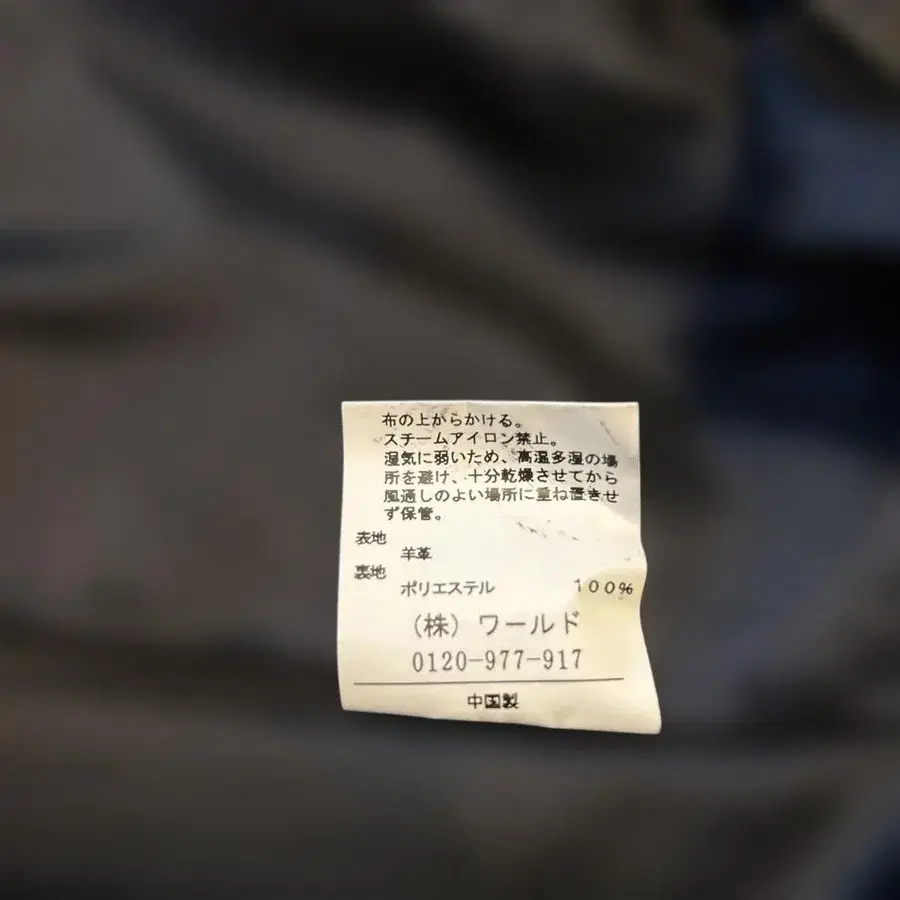 布の上からかける。
スチームアイロン禁止。
湿気に弱いため、高温多湿の場
所を避け、十分乾燥させてから
風通しのよい場所に重ね置きせ
ず保管。
表地
羊革
裏地
ポリエステル 100%
(株)ワールド
0120-977-917
中国製